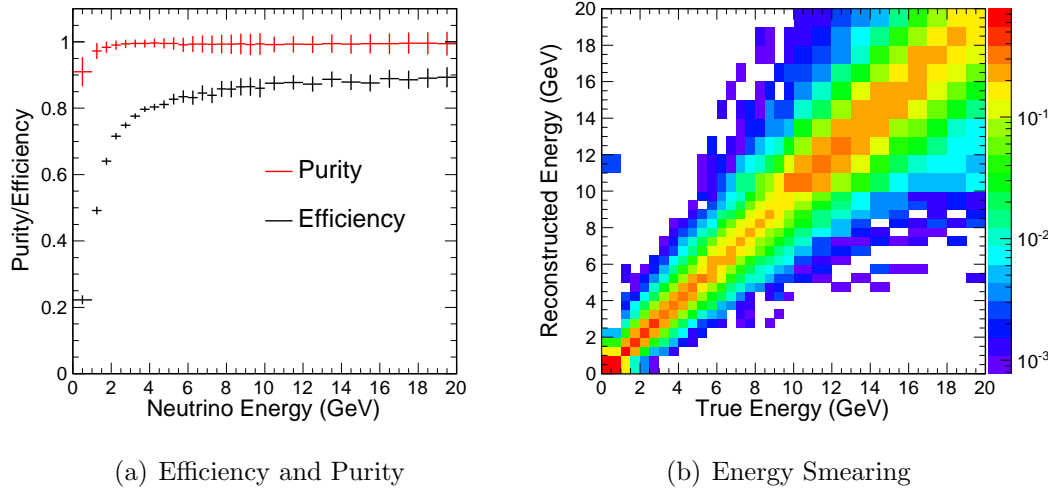 Purity/Efficiency
1
0.8
0.6
0.4
0.2
0
Purity
Efficiency
0 2 4 6 8 10 12 14 16 18 20
Neutrino Energy (GeV)
(a) Efficiency and Purity
Reconstructed Energy (GeV)
20
18
16
14
12
10
8
6
4
2
0
0 2 4 6 8 10 12 14 16 18 20
True Energy (GeV)
10⁻¹
10⁻²
10⁻³
(b) Energy Smearing